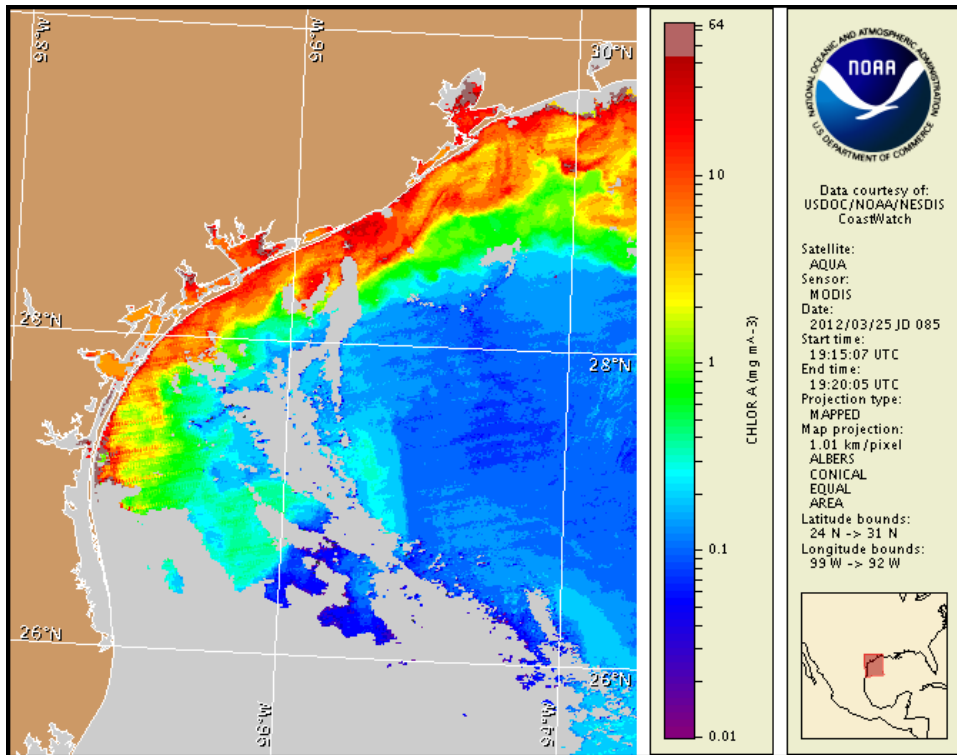 98°W
96°W
30°N
28°N
28°N
26°N
26°N
96°W
94°W
64
10
1
0.1
0.01
CHLOR A (mg m^-3)
NATIONAL OCEANIC AND ATMOSPHERIC ADMINISTRATION
NOAA
U.S. DEPARTMENT OF COMMERCE
Data courtesy of:
USDOC/NOAA/NESDIS
CoastWatch
Satellite:
AQUA
Sensor:
MODIS
Date:
2012/03/25 JD 085
Start time:
19:15:07 UTC
End time:
19:20:05 UTC
Projection type:
MAPPED
Map projection:
1.01 km/pixel
ALBERS
CONICAL
EQUAL
AREA
Latitude bounds:
24 N -> 31 N
Longitude bounds:
99 W -> 92 W